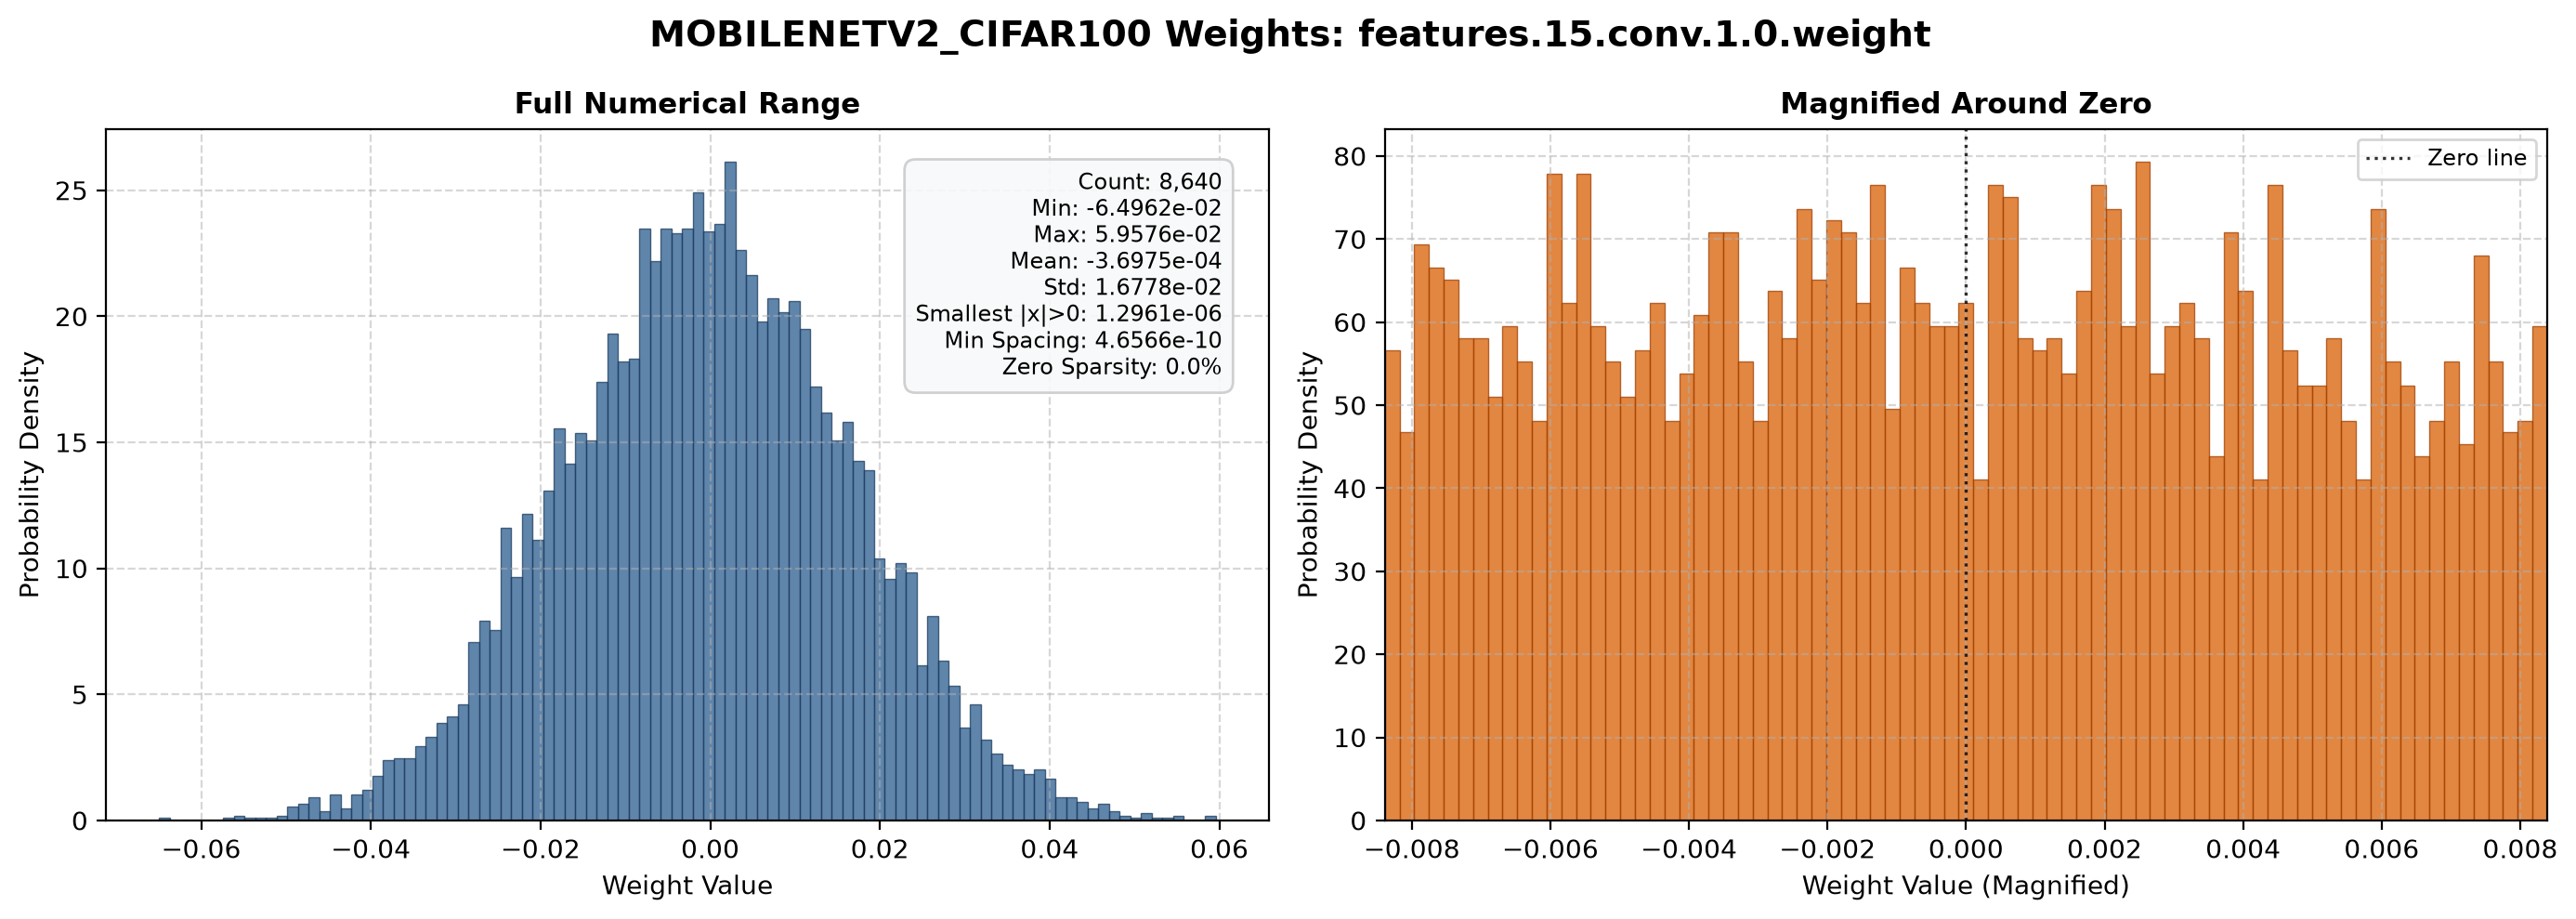 MOBILENETV2_CIFAR100 Weights: features.15.conv.1.0.weight
Full Numerical Range
Probability Density
25
20
15
10
5
0
−0.06 −0.04 −0.02 0.00 0.02 0.04 0.06
Weight Value
Count: 8,640
Min: -6.4962e-02
Max: 5.9576e-02
Mean: -3.6975e-04
Std: 1.6778e-02
Smallest |x|>0: 1.2961e-06
Min Spacing: 4.6566e-10
Zero Sparsity: 0.0%
Magnified Around Zero
Probability Density
80
70
60
50
40
30
20
10
0
−0.008 −0.006 −0.004 −0.002 0.000 0.002 0.004 0.006 0.008
Weight Value (Magnified)
Zero line